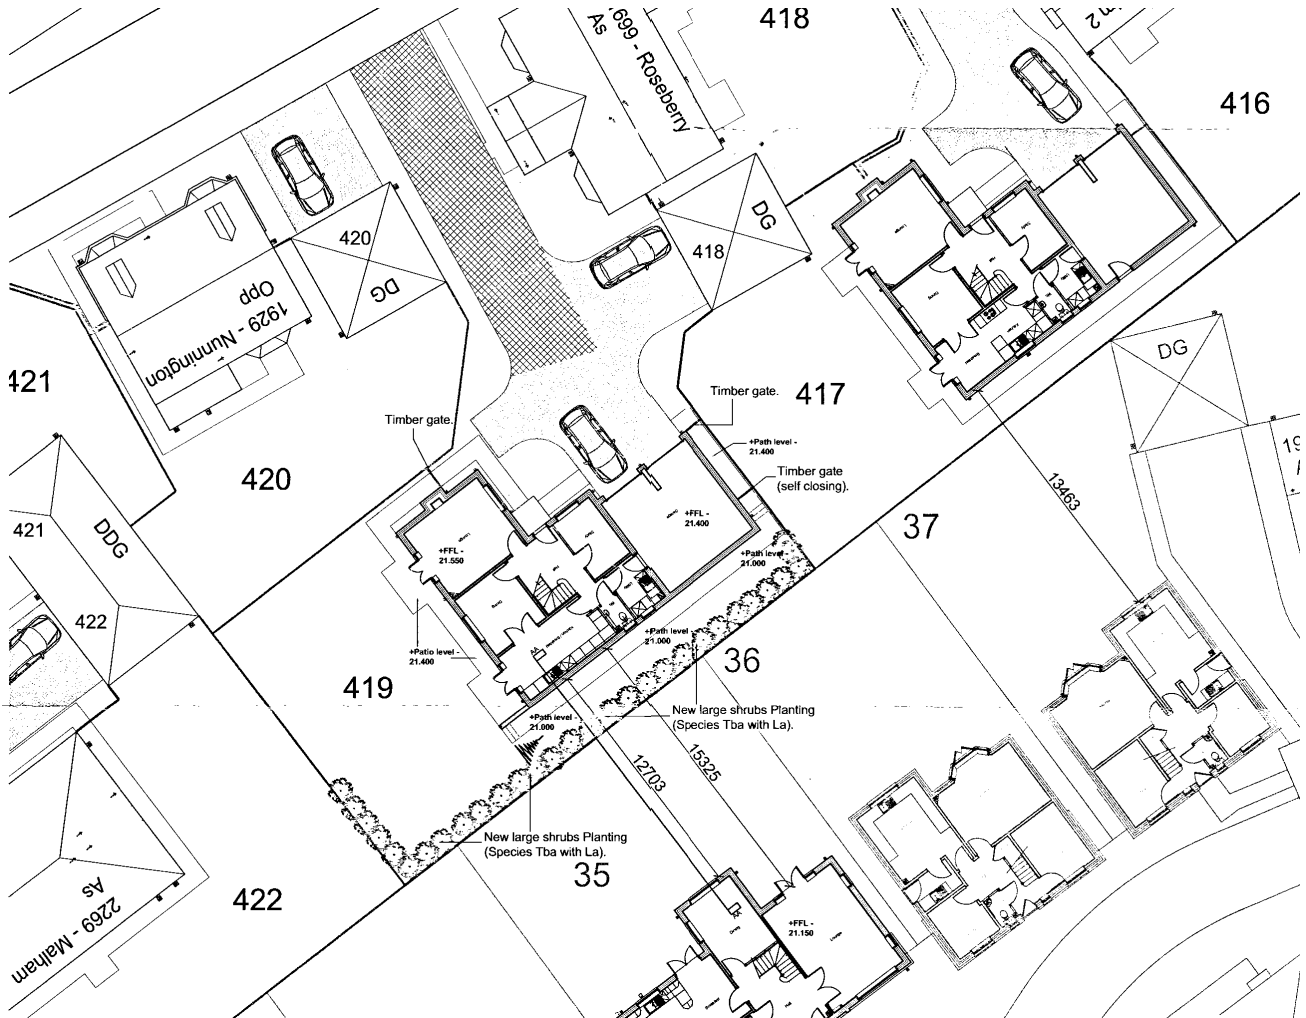 418
1699 - Roseberry
As
416
420
DG
418
DG
1929 - Nunnington
Opp
421
DG
417
Timber gate.
Timber gate.
+Path level -
21.400
Timber gate
(self closing).
420
13463
37
421
DDG
422
+FFL -
21.550
+FFL -
21.400
+Path level -
21.000
+Path level -
21.000
+Patio level -
21.400
419
36
+Path level -
21.000
New large shrubs Planting
(Species Tba with La).
12703
15325
New large shrubs Planting
(Species Tba with La).
35
422
2269 - Malham
As
+FFL -
21.150
Lounge
Hall